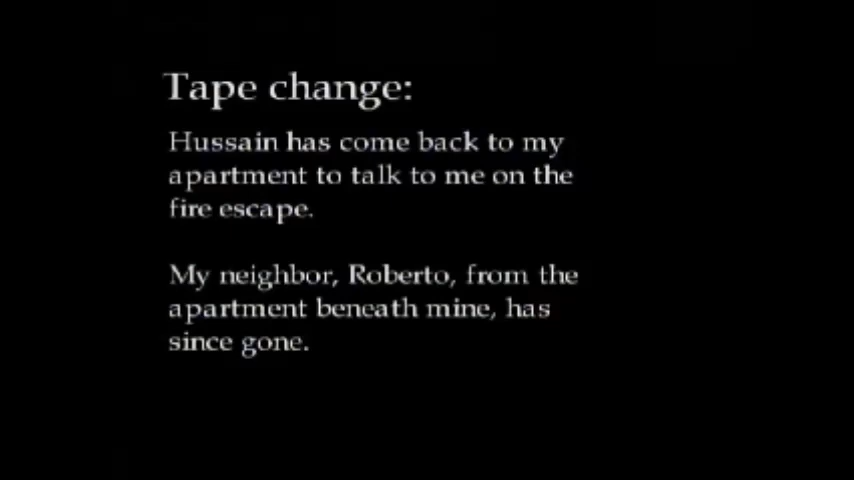 Tape change:
Hussain has come back to my
apartment to talk to me on the
fire escape.
My neighbor, Roberto, from the
apartment beneath mine, has
since gone.